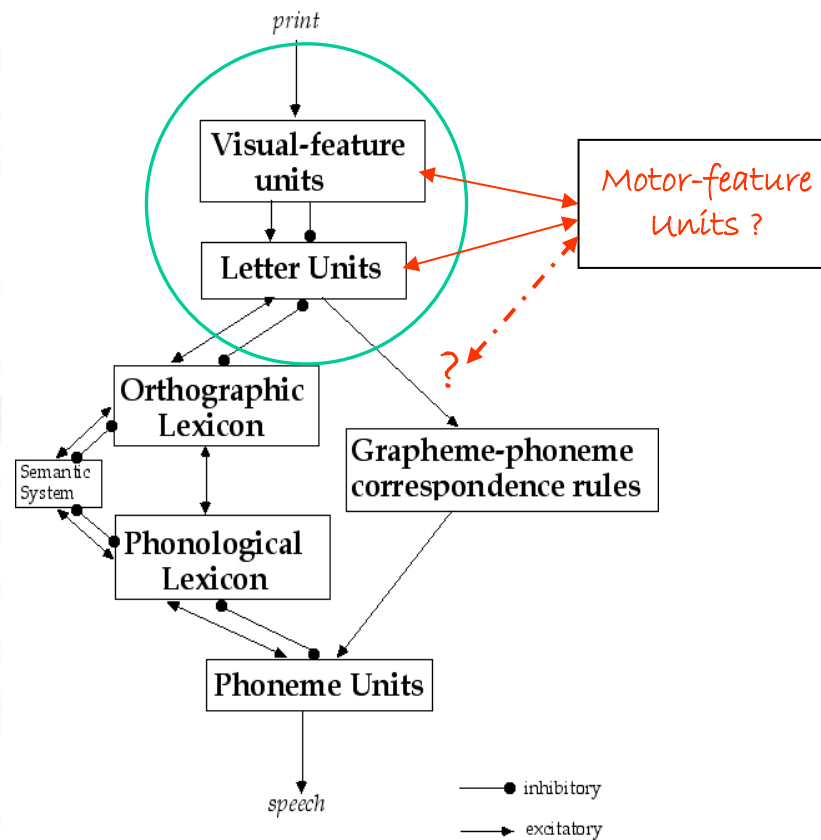 print
Visual-feature
units
Motor-feature
Units ?
Letter Units
?
Orthographic
Lexicon
Grapheme-phoneme
correspondence rules
Semantic
System
Phonological
Lexicon
Phoneme Units
inhibitory
speech
excitatory